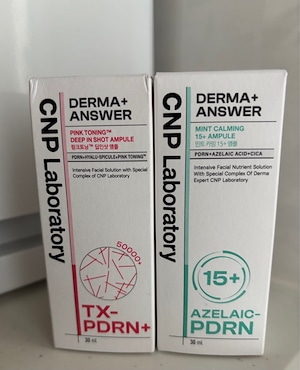 CNP Laboratory
DERMA+
ANSWER
PINK TONING™
DEEP IN SHOT AMPULE
핑크토닝™ 딥인샷 앰플
PDRN+HYALU-SPICULE+PINK TONING™
Intensive Facial Solution with Special
Complex of CNP Laboratory
50000+
TX-
PDRN+
30 ml
CNP Laboratory
DERMA+
ANSWER
MINT CALMING
15+ AMPULE
민트 카밍 15+ 앰플
PDRN+AZELAIC ACID+CICA
Intensive Facial Nutrient Solution
With Special Complex Of Derma
Expert CNP Laboratory
15+
AZELAIC-
PDRN
30 ml